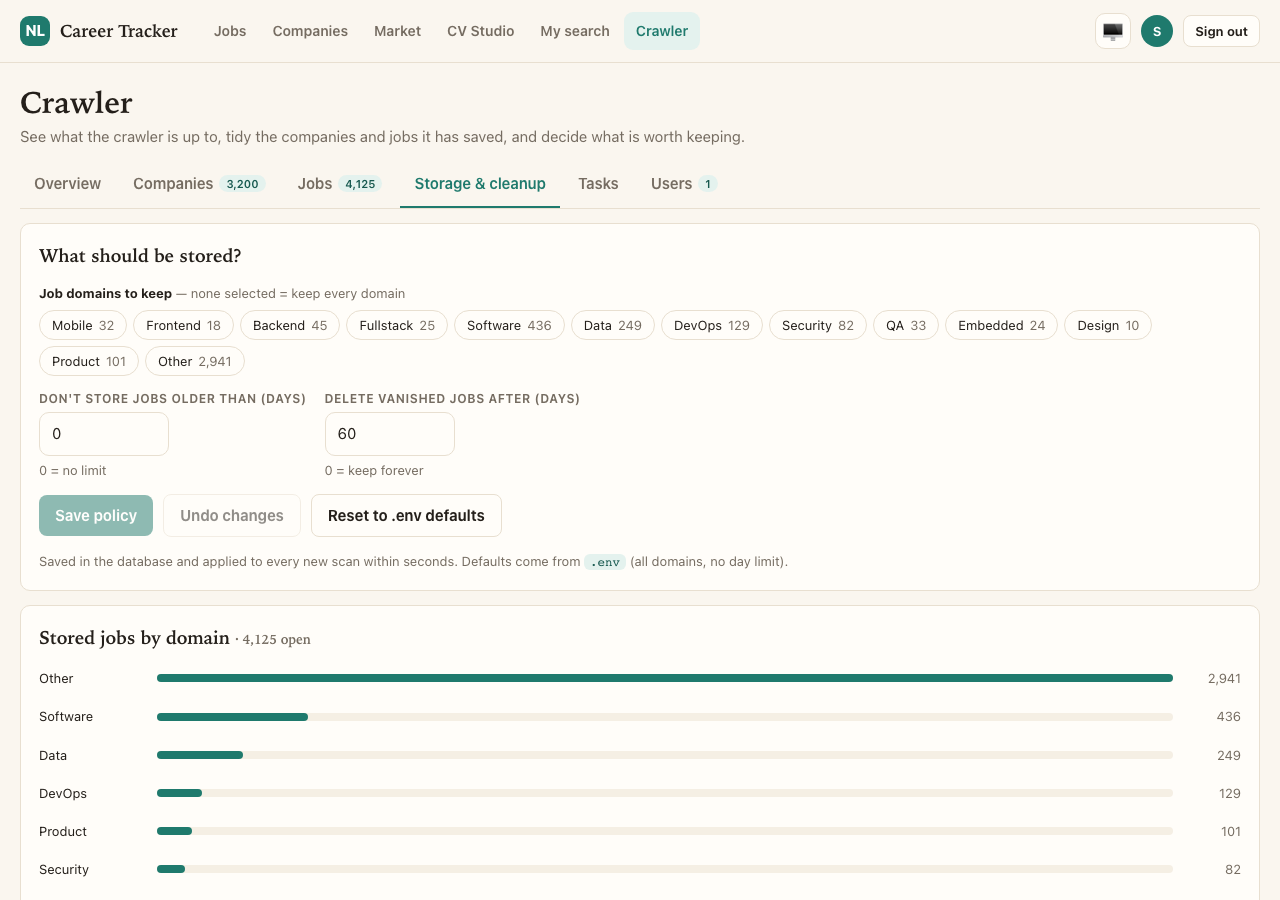 NL Career Tracker Jobs Companies Market CV Studio My search Crawler S Sign out
Crawler
See what the crawler is up to, tidy the companies and jobs it has saved, and decide what is worth keeping.
Overview Companies 3,200 Jobs 4,125 Storage & cleanup Tasks Users 1
What should be stored?
Job domains to keep — none selected = keep every domain
Mobile 32 Frontend 18 Backend 45 Fullstack 25 Software 436 Data 249 DevOps 129 Security 82 QA 33 Embedded 24 Design 10
Product 101 Other 2,941
DON'T STORE JOBS OLDER THAN (DAYS) DELETE VANISHED JOBS AFTER (DAYS)
0 60
0 = no limit 0 = keep forever
Save policy Undo changes Reset to .env defaults
Saved in the database and applied to every new scan within seconds. Defaults come from .env (all domains, no day limit).
Stored jobs by domain · 4,125 open
Other 2,941
Software 436
Data 249
DevOps 129
Product 101
Security 82